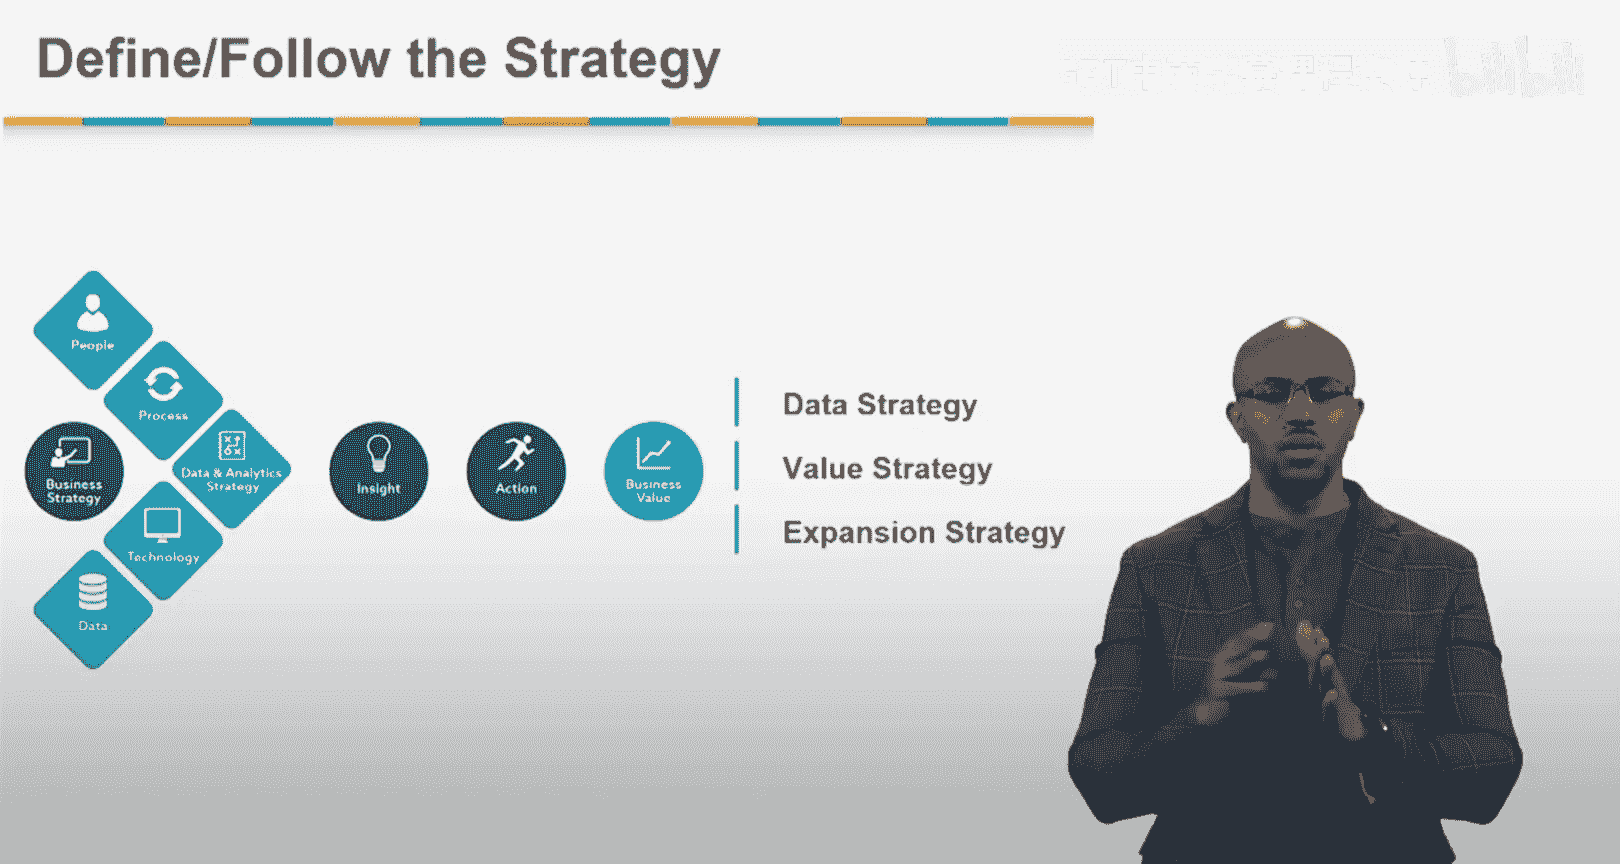 Define/Follow the Strategy
bilibili
People
Process
Data & Analytics
Strategy
Business
Strategy
Insight
Action
Business
Value
Technology
Data
Data Strategy
Value Strategy
Expansion Strategy